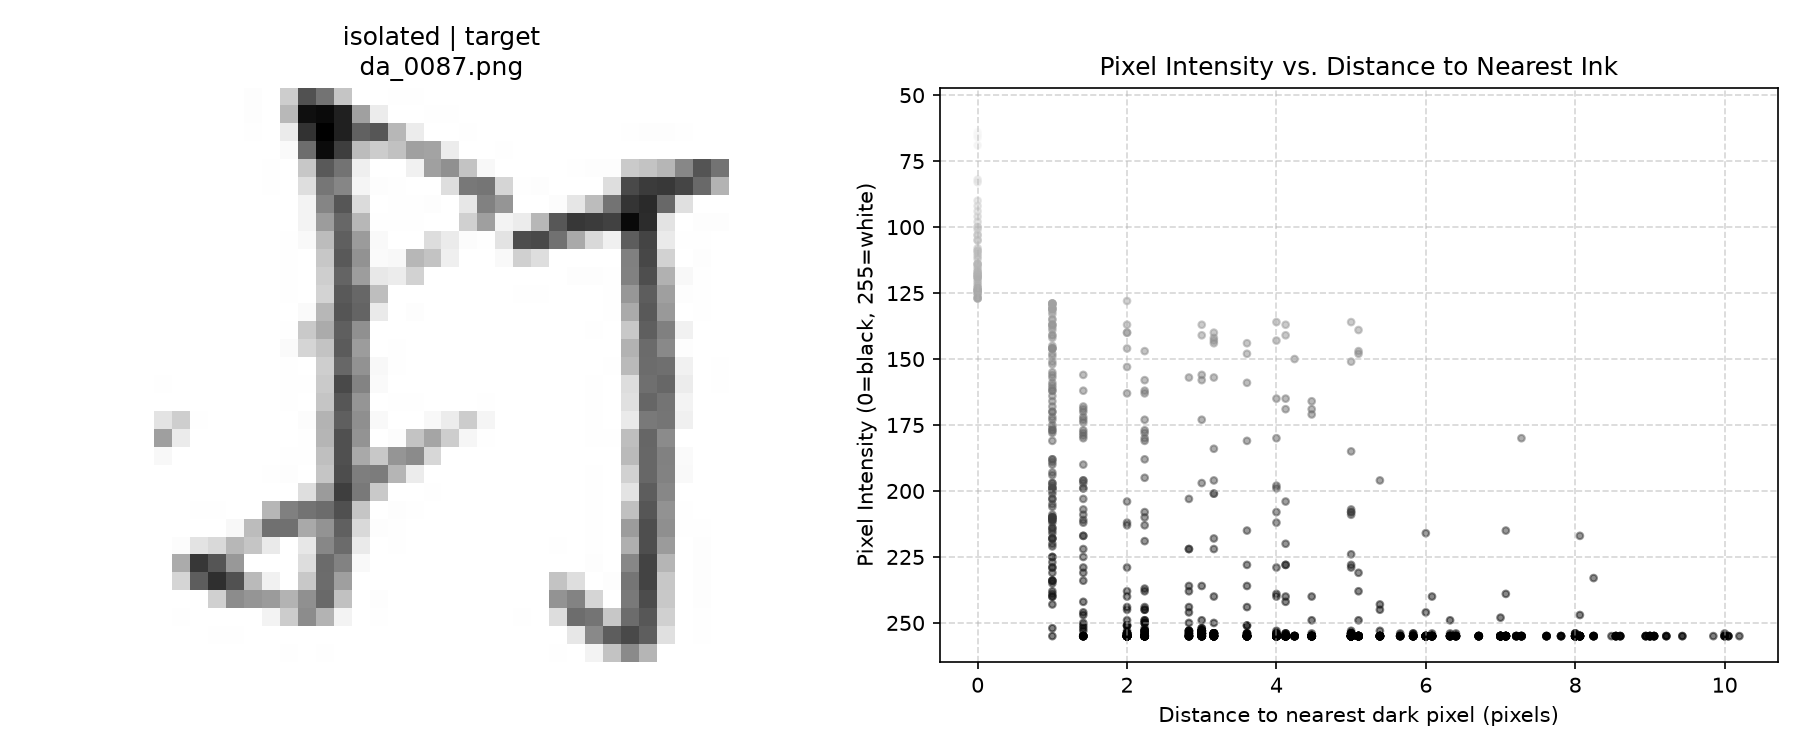 isolated | target
da_0087.png
Pixel Intensity vs. Distance to Nearest Ink
Pixel Intensity (0=black, 255=white)
50
75
100
125
150
175
200
225
250
0 2 4 6 8 10
Distance to nearest dark pixel (pixels)